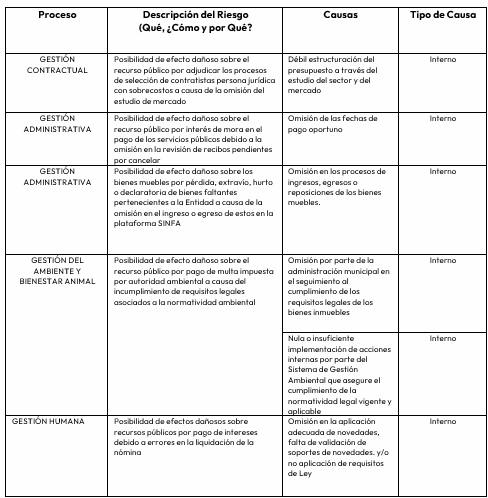 Proceso
Descripción del Riesgo
(Qué, ¿Cómo y por Qué?
Causas
Tipo de Causa
GESTIÓN
CONTRACTUAL
Posibilidad de efecto dañoso sobre el
recurso público por adjudicar los procesos
de selección de contratistas persona jurídica
con sobrecostos a causa de la omisión del
estudio de mercado
Débil estructuración del
presupuesto a través del
estudio del sector y del
mercado
Interno
GESTIÓN
ADMINISTRATIVA
Posibilidad de efecto dañoso sobre el
recurso público por interés de mora en el
pago de los servicios públicos debido a la
omisión en la revisión de recibos pendientes
por cancelar
Omisión de las fechas de
pago oportuno
Interno
GESTIÓN
ADMINISTRATIVA
Posibilidad de efecto dañoso sobre los
bienes muebles por pérdida, extravío, hurto
o declaratoria de bienes faltantes
pertenecientes a la Entidad a causa de la
omisión en el ingreso o egreso de estos en la
plataforma SINFA
Omisión en los procesos de
ingresos, egresos o
reposiciones de los bienes
muebles.
Interno
GESTIÓN DEL
AMBIENTE Y
BIENESTAR ANIMAL
Posibilidad de efecto dañoso sobre el
recurso público por pago de multa impuesta
por autoridad ambiental a causa del
incumplimiento de requisitos legales
asociados a la normatividad ambiental
Omisión por parte de la
administración municipal en
el seguimiento al
cumplimiento de los
requisitos legales de los
bienes inmuebles
Interno
Nula o insuficiente
implementación de acciones
internas por parte del
Sistema de Gestión
Ambiental que asegure el
cumplimiento de la
normatividad legal vigente y
aplicable
Interno
GESTIÓN HUMANA
Posibilidad de efectos dañosos sobre
recursos públicos por pago de intereses
debido a errores en la liquidación de la
nómina
Omisión en la aplicación
adecuada de novedades,
falta de validación de
soportes de novedades. y/o
no aplicación de requisitos
de Ley
Interno